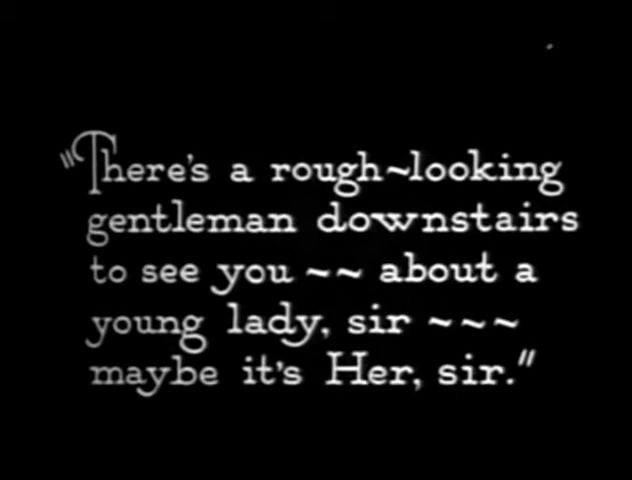 "There's a rough~looking
gentleman downstairs
to see you ~~ about a
young lady, sir ~~~
maybe it's Her, sir."